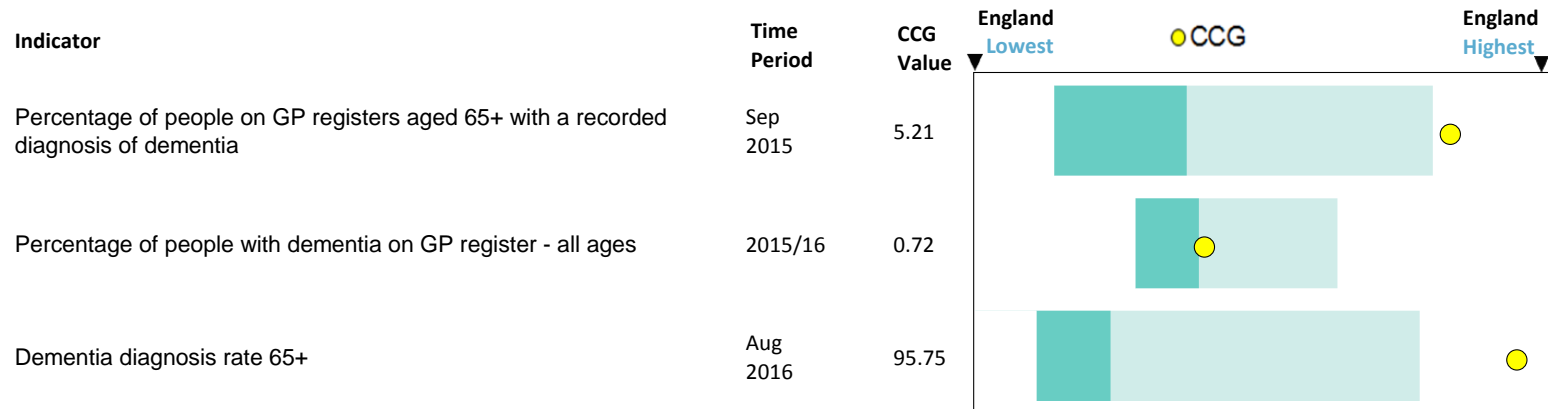 Indicator
Time
Period
CCG
Value
England
Lowest
CCG
England
Highest
Percentage of people on GP registers aged 65+ with a recorded
diagnosis of dementia
Sep
2015
5.21
Percentage of people with dementia on GP register - all ages
2015/16
0.72
Dementia diagnosis rate 65+
Aug
2016
95.75